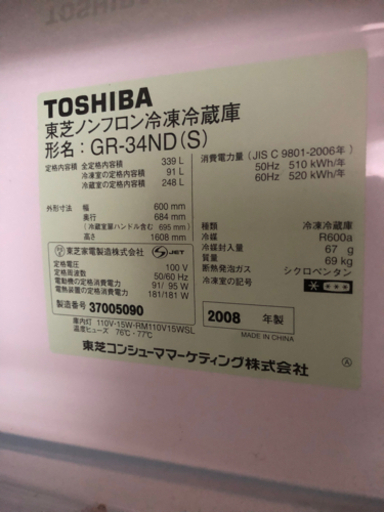 TOSHIBA
東芝ノンフロン冷凍冷蔵庫
形名：GR-34ND(S)
定格内容積 全定格内容積 339 L
冷凍室の定格内容積 91 L
冷蔵室の定格内容積 248 L
消費電力量 (JIS C 9801-2006年)
50Hz 510 kWh/年
60Hz 520 kWh/年
外形寸法 幅 600 mm
奥行 684 mm
(冷蔵室扉ハンドル含む 695 mm)
高さ 1608 mm
種類 冷凍冷蔵庫
冷媒 R600a
冷媒封入量 67 g
質量 69 kg
断熱発泡ガス シクロペンタン
冷凍室の記号
東芝家電製造株式会社 JET
定格電圧 100 V
定格周波数 50/60 Hz
電動機の定格消費電力 91/ 95 W
電熱装置の定格消費電力 181/181 W
製造番号 37005090
2008 年製
MADE IN CHINA
庫内灯 110V-15W-RM110V15WSL
温度ヒューズ 76℃・77℃
東芝コンシューママーケティング株式会社 Ⓐ